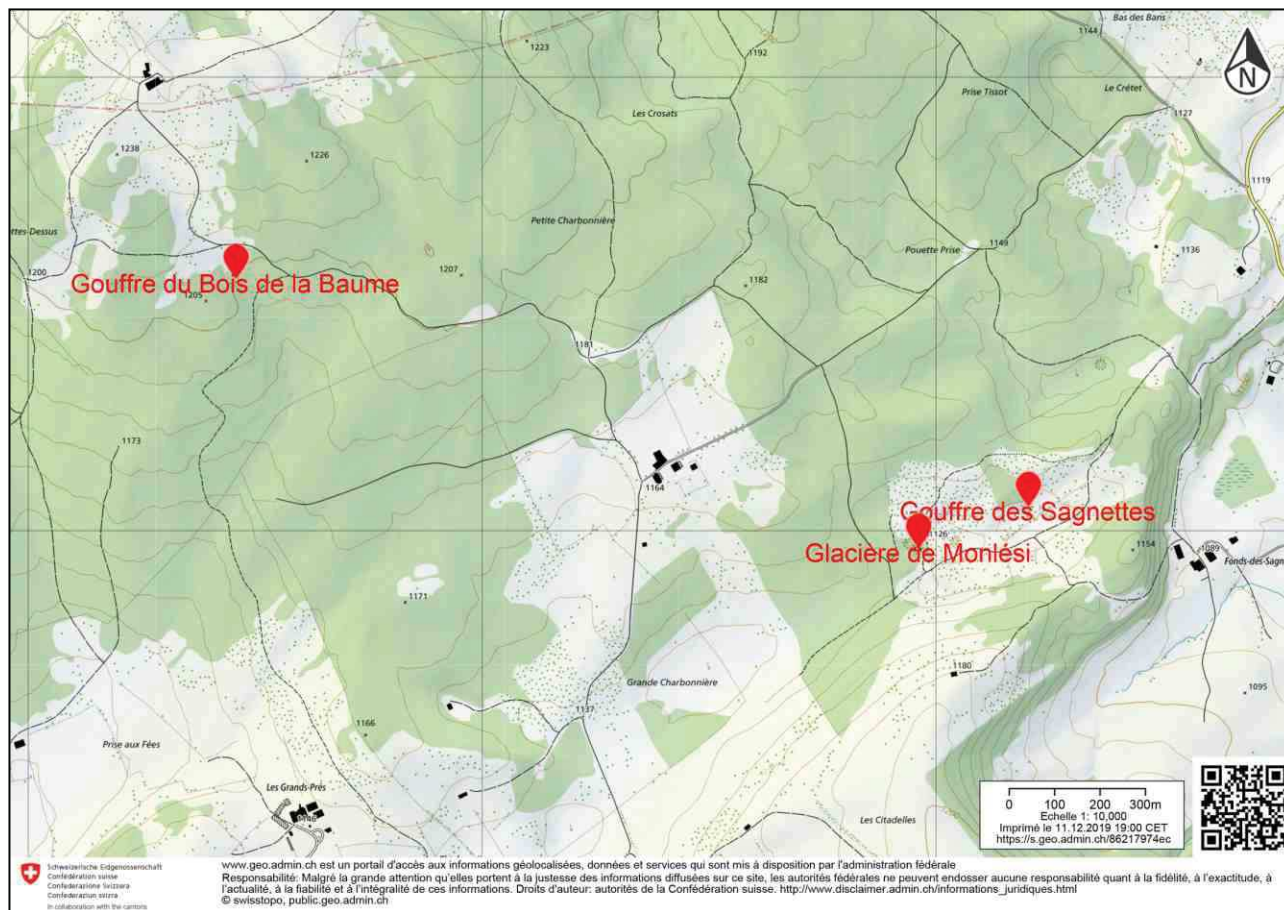 Bas des Bans
1144
1223
1192
N
Le Crêtet
Prise Tissot
Les Crosats
1127
1238
1226
1119
Petite Charbonnière
ettes-Dessus
Pouette Prise
1149
1136
1200
1207
Gouffre du Bois de la Baume
1205
1182
1181
1173
1164
Gouffre des Sagnettes
1126
Glacière de Monlési
1154
1089
Fonds-des-Sagn
1171
1180
Grande Charbonnière
1095
1137
1166
Prise aux Fées
Les Grands-Prés
1146
Les Citadelles
0 100 200 300m
Echelle 1: 10,000
Imprimé le 11.12.2019 19:00 CET
https://s.geo.admin.ch/86217974ec
Schweizerische Eidgenossenschaft
Confédération suisse
Confederazione Svizzera
Confederaziun svizra
In collaboration with the cantons
www.geo.admin.ch est un portail d'accès aux informations géolocalisées, données et services qui sont mis à disposition par l'administration fédérale
Responsabilité: Malgré la grande attention qu'elles portent à la justesse des informations diffusées sur ce site, les autorités fédérales ne peuvent endosser aucune responsabilité quant à la fidélité, à l'exactitude, à
l'actualité, à la fiabilité et à l'intégralité de ces informations. Droits d'auteur: autorités de la Confédération suisse. http://www.disclaimer.admin.ch/informations_juridiques.html
© swisstopo, public.geo.admin.ch